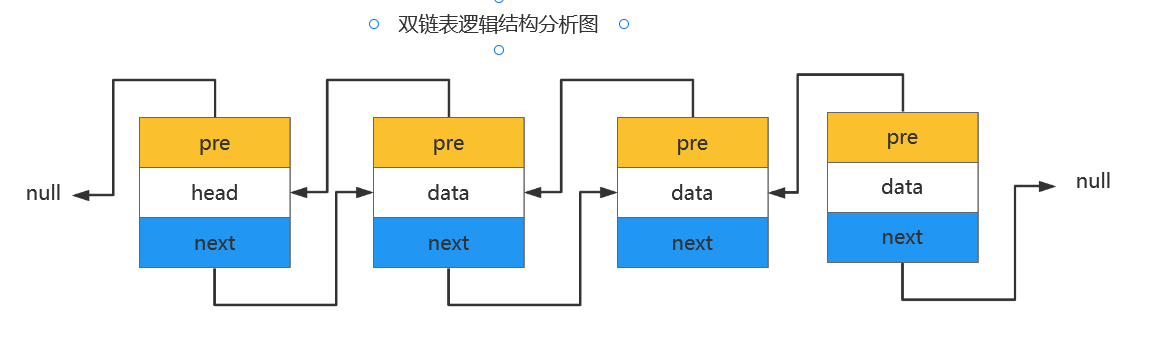 双链表逻辑结构分析图
pre
pre
pre
pre
null
head
data
data
data
null
next
next
next
next